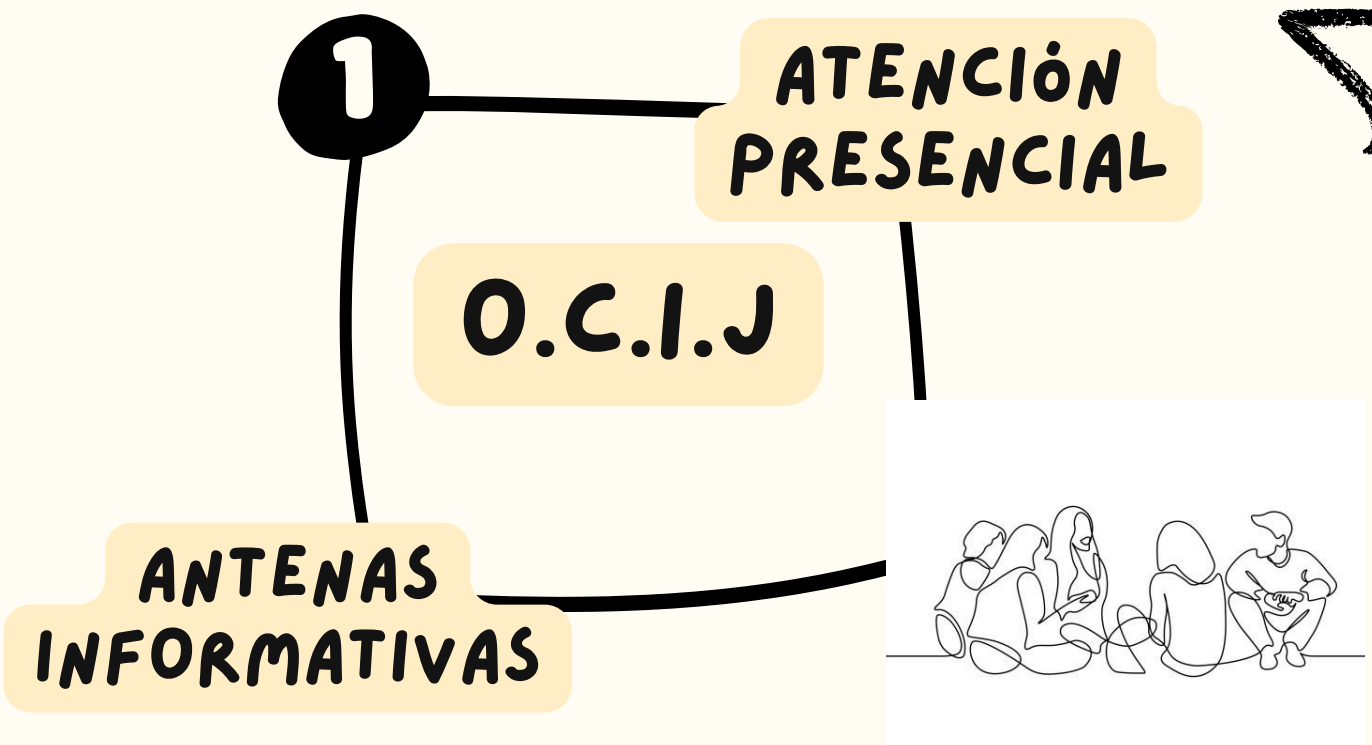 1
ATENCIÓN
PRESENCIAL
O.C.I.J
ANTENAS
INFORMATIVAS